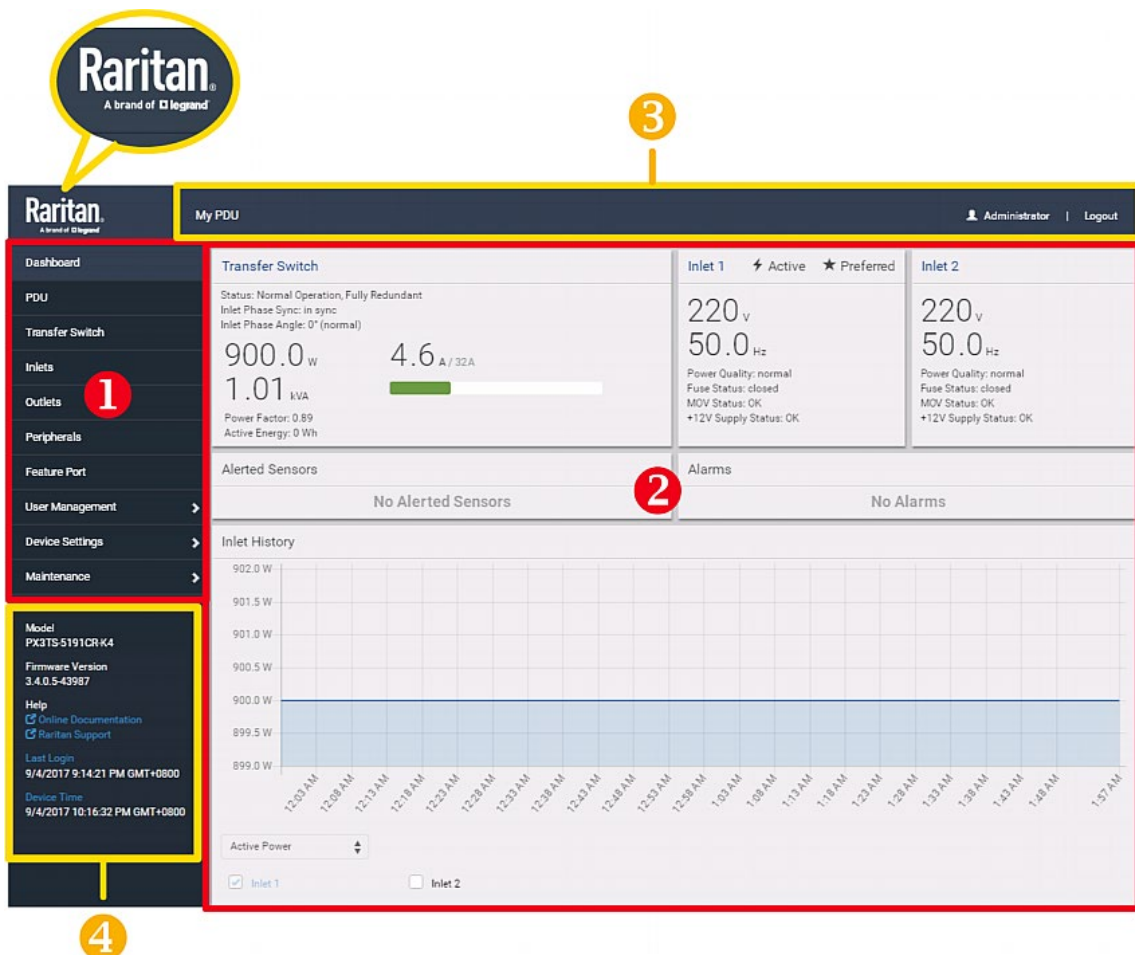 Raritan.
A brand of legrand
3
Raritan.
A brand of legrand
My PDU
Administrator | Logout
Dashboard
PDU
Transfer Switch
Inlets
Outlets
Peripherals
Feature Port
User Management
Device Settings
Maintenance
1
Model
PX3TS-5191CR-K4
Firmware Version
3.4.0.5-43987
Help
Online Documentation
Raritan Support
Last Login
9/4/2017 9:14:21 PM GMT+0800
Device Time
9/4/2017 10:16:32 PM GMT+0800
4
Transfer Switch
Status: Normal Operation, Fully Redundant
Inlet Phase Sync: in sync
Inlet Phase Angle: 0° (normal)
900.0 W
4.6 A / 32A
1.01 kVA
Power Factor: 0.89
Active Energy: 0 Wh
Inlet 1 Active Preferred
220 V
50.0 Hz
Power Quality: normal
Fuse Status: closed
MOV Status: OK
+12V Supply Status: OK
Inlet 2
220 V
50.0 Hz
Power Quality: normal
Fuse Status: closed
MOV Status: OK
+12V Supply Status: OK
Alerted Sensors
No Alerted Sensors
2
Alarms
No Alarms
Inlet History
902.0 W
901.5 W
901.0 W
900.5 W
900.0 W
899.5 W
899.0 W
12:03 AM
12:08 AM
12:13 AM
12:18 AM
12:23 AM
12:28 AM
12:33 AM
12:38 AM
12:43 AM
12:48 AM
12:53 AM
12:58 AM
1:03 AM
1:08 AM
1:13 AM
1:18 AM
1:23 AM
1:28 AM
1:33 AM
1:38 AM
1:43 AM
1:48 AM
1:57 AM
Active Power
Inlet 1
Inlet 2